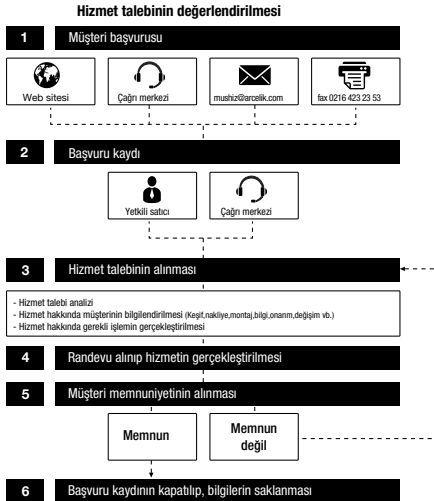 Hizmet talebinin değerlendirilmesi
1 Müşteri başvurusu
Web sitesi
Çağrı merkezi
mushiz@arcelik.com
fax 0216 423 23 53
2 Başvuru kaydı
Yetkili satıcı
Çağrı merkezi
3 Hizmet talebinin alınması
- Hizmet talebi analizi
- Hizmet hakkında müşterinin bilgilendirilmesi (Keşif,nakliye,montaj,bilgi,onarım,değişim vb.)
- Hizmet hakkında gerekli işlemin gerçekleştirilmesi
4 Randevu alınıp hizmetin gerçekleştirilmesi
5 Müşteri memnuniyetinin alınması
Memnun
Memnun
değil
6 Başvuru kaydının kapatılıp, bilgilerin saklanması